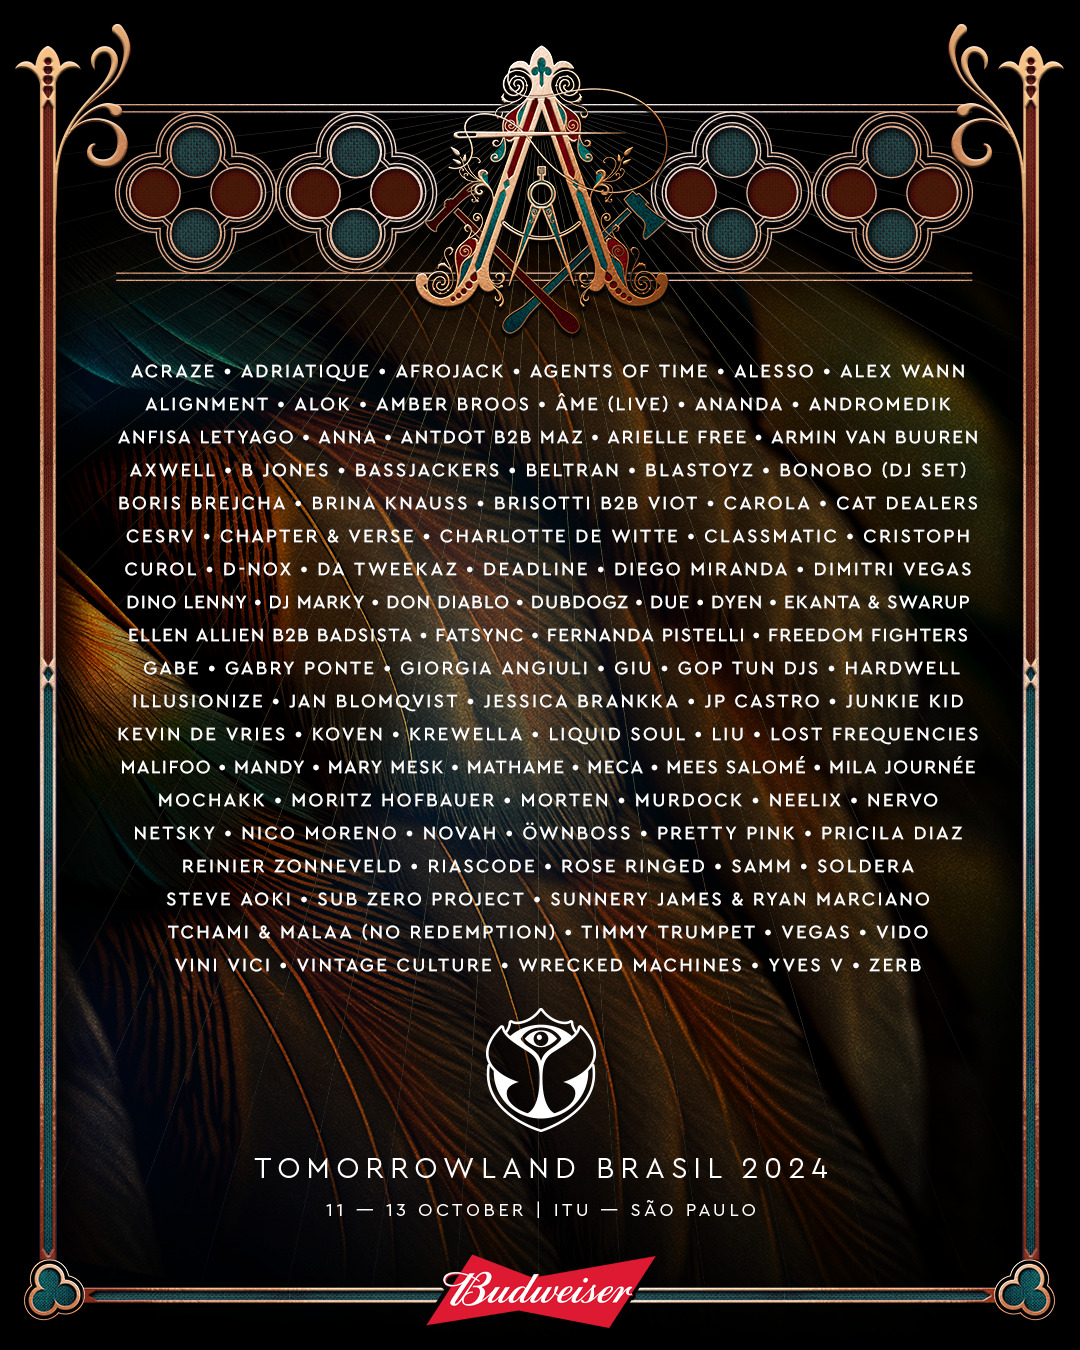 ACRAZE • ADRIATIQUE • AFROJACK • AGENTS OF TIME • ALESSO • ALEX WANN
ALIGNMENT • ALOK • AMBER BROOS • ÂME (LIVE) • ANANDA • ANDROMEDIK
ANFISA LETYAGO • ANNA • ANTDOT B2B MAZ • ARIELLE FREE • ARMIN VAN BUUREN
AXWELL • B JONES • BASSJACKERS • BELTRAN • BLASTOYZ • BONOBO (DJ SET)
BORIS BREJCHA • BRINA KNAUSS • BRISOTTI B2B VIOT • CAROLA • CAT DEALERS
CESRV • CHAPTER & VERSE • CHARLOTTE DE WITTE • CLASSMATIC • CRISTOPH
CUROL • D-NOX • DA TWEEKAZ • DEADLINE • DIEGO MIRANDA • DIMITRI VEGAS
DINO LENNY • DJ MARKY • DON DIABLO • DUBDOGZ • DUE • DYEN • EKANTA & SWARUP
ELLEN ALLIEN B2B BADSISTA • FATSYNC • FERNANDA PISTELLI • FREEDOM FIGHTERS
GABE • GABRY PONTE • GIORGIA ANGIULI • GIU • GOP TUN DJS • HARDWELL
ILLUSIONIZE • JAN BLOMQVIST • JESSICA BRANKKA • JP CASTRO • JUNKIE KID
KEVIN DE VRIES • KOVEN • KREWELLA • LIQUID SOUL • LIU • LOST FREQUENCIES
MALIFOO • MANDY • MARY MESK • MATHAME • MECA • MEES SALOMÉ • MILA JOURNÉE
MOCHAKK • MORITZ HOFBAUER • MORTEN • MURDOCK • NEELIX • NERVO
NETSKY • NICO MORENO • NOVAH • ÖWNBOSS • PRETTY PINK • PRICILA DIAZ
REINIER ZONNEVELD • RIASCODE • ROSE RINGED • SAMM • SOLDERA
STEVE AOKI • SUB ZERO PROJECT • SUNNERY JAMES & RYAN MARCIANO
TCHAMI & MALAA (NO REDEMPTION) • TIMMY TRUMPET • VEGAS • VIDO
VINI VICI • VINTAGE CULTURE • WRECKED MACHINES • YVES V • ZERB
TOMORROWLAND BRASIL 2024
11 — 13 OCTOBER | ITU — SÃO PAULO
Budweiser